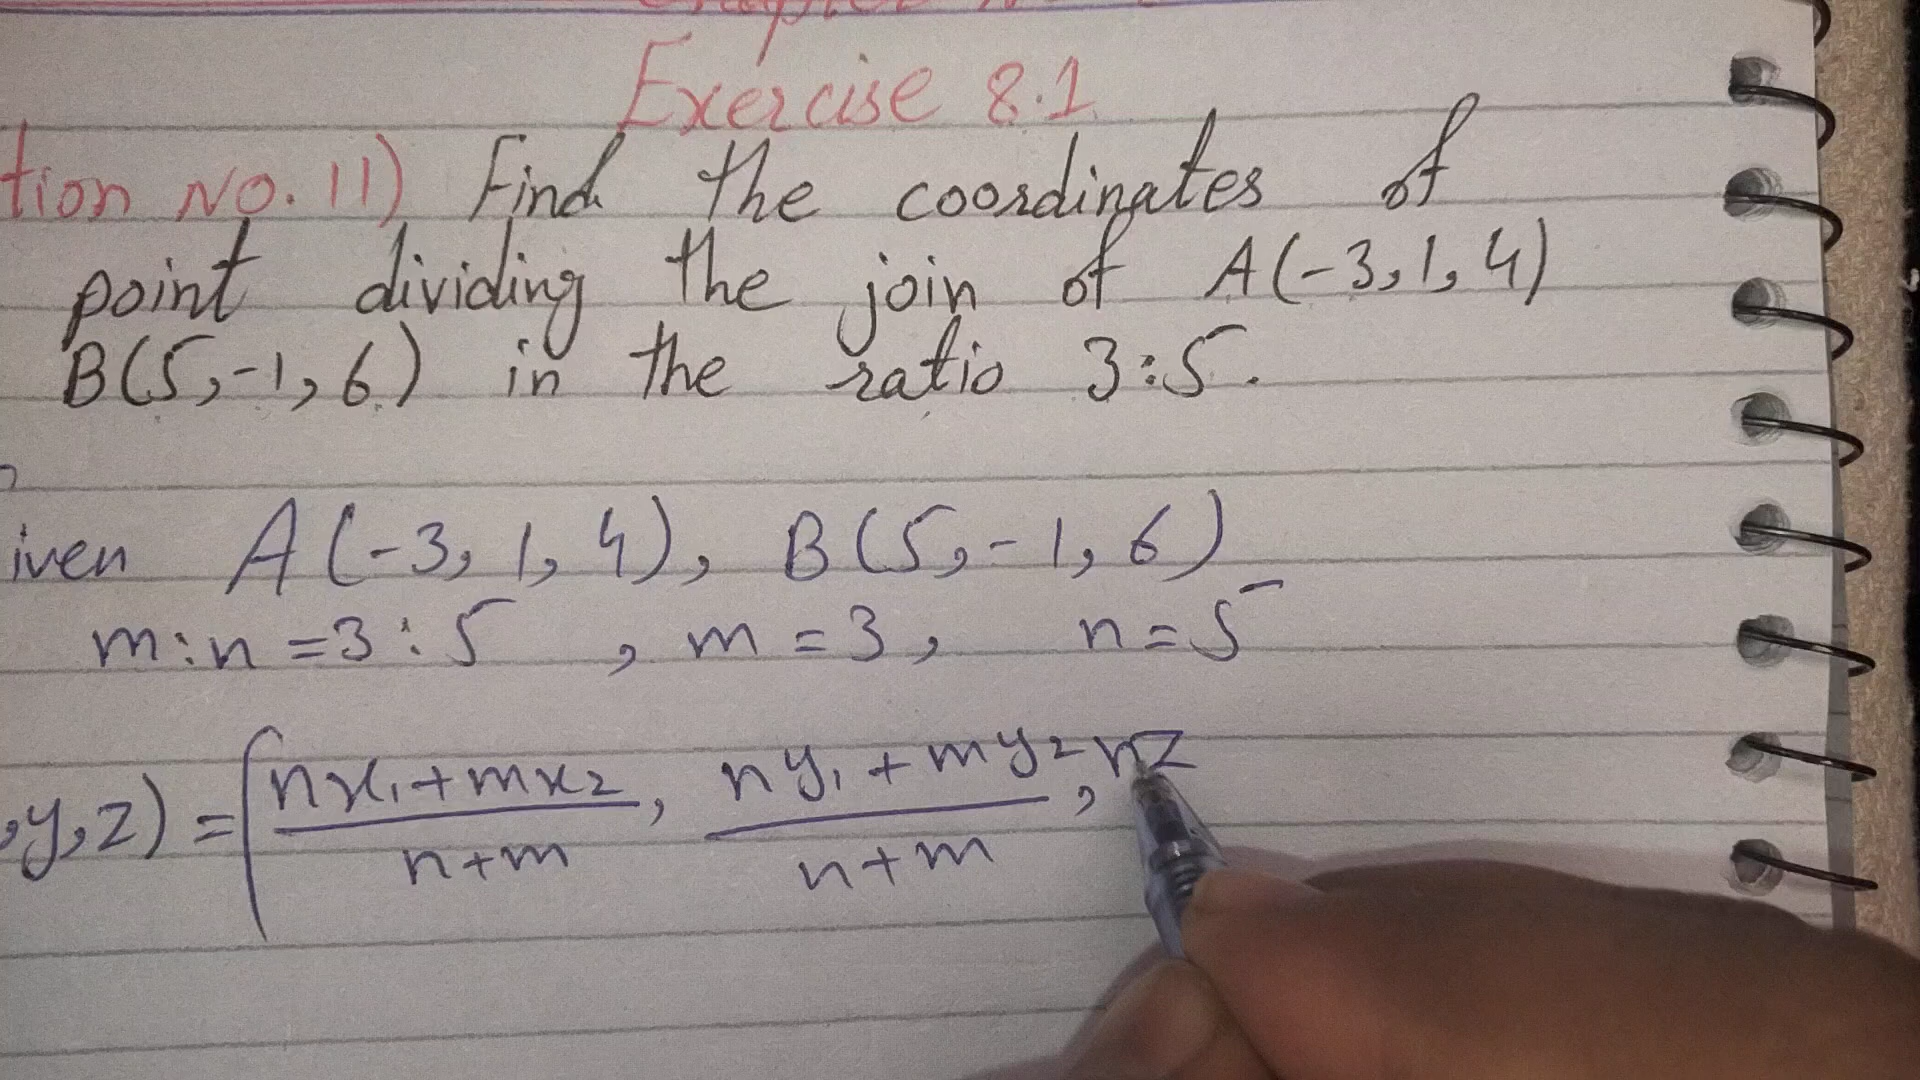 Exercise 8.1
tion No. 11) Find the coordinates of
point dividing the join of A(-3,1,4)
B(5,-1,6) in the ratio 3:5.
iven A(-3,1,4), B(5,-1,6)
m:n=3:5, m=3, n=5
,y,z) = (nx₁+mx₂/n+m, ny₁+my₂/n+m, nz